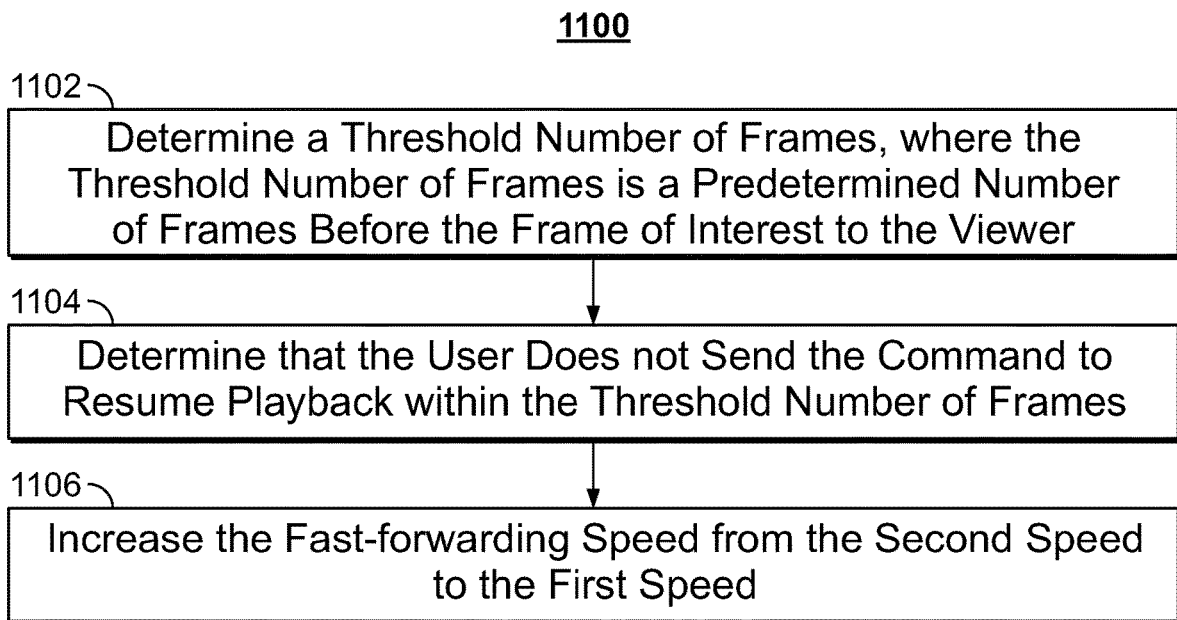 1100
1102
Determine a Threshold Number of Frames, where the
Threshold Number of Frames is a Predetermined Number
of Frames Before the Frame of Interest to the Viewer
1104
Determine that the User Does not Send the Command to
Resume Playback within the Threshold Number of Frames
1106
Increase the Fast-forwarding Speed from the Second Speed
to the First Speed